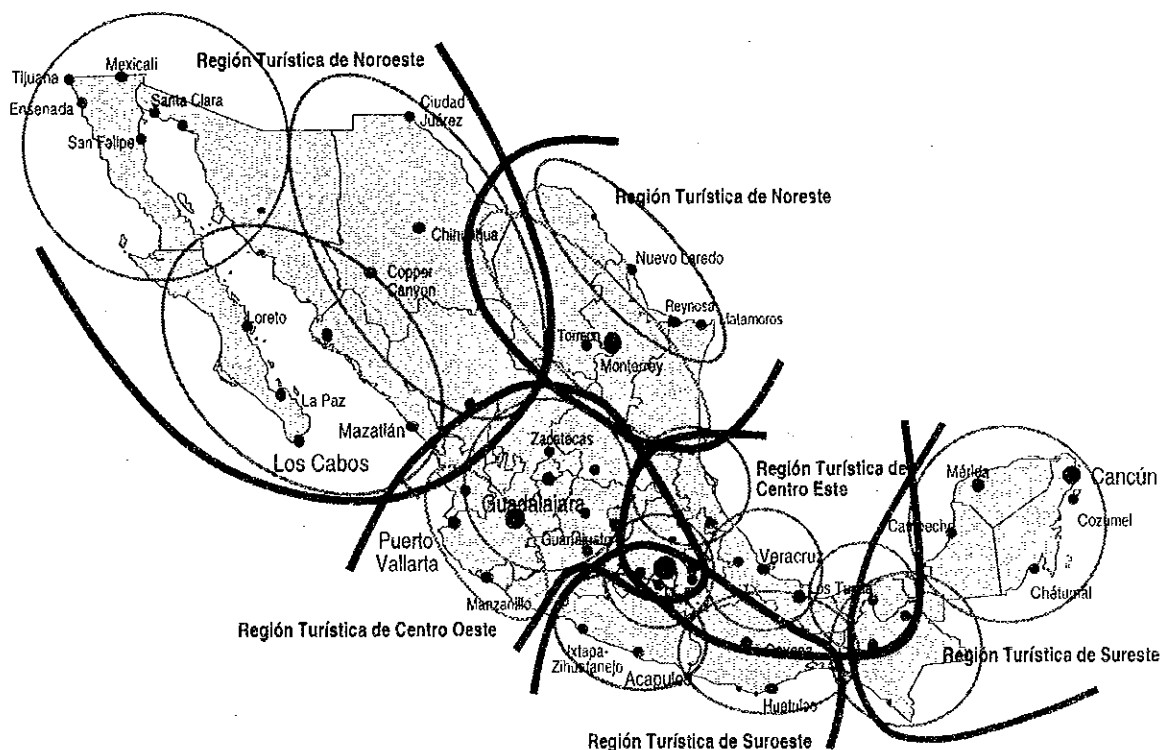 Región Turística de Noroeste
Mexicali
Tijuana
Ensenada
Santa Clara
San Felipe
Ciudad
Juárez
Región Turística de Noreste
Chihuahua
Nuevo Laredo
Copper
Canyon
Reynosa
Matamoros
Loreto
Torreón
Monterrey
La Paz
Mazatlán
Los Cabos
Zacatecas
Región Turística de
Centro Este
Mérida
Cancún
Cozumel
Guadalajara
Campeche
Guanajuato
Puerto
Vallarta
Veracruz
Chátumal
Manzanillo
Los Tuxtla
Región Turística de Centro Oeste
Ixtapa-
Zihuatanejo
Oaxaca
Región Turística de Sureste
Acapulco
Huatulco
Región Turística de Suroeste